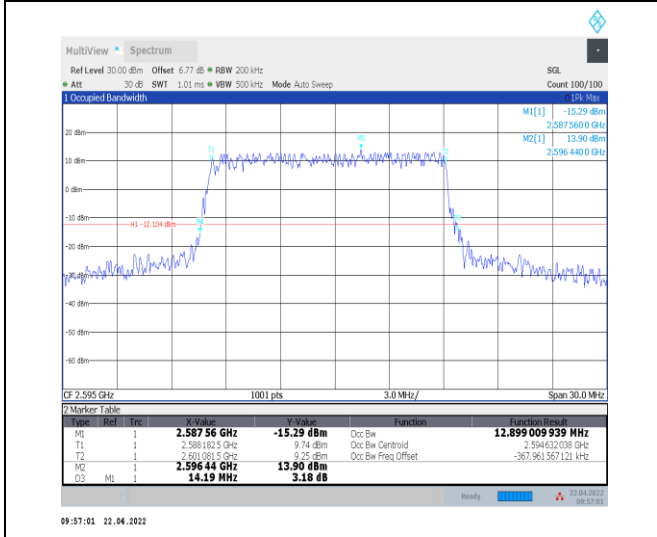 MultiView Spectrum
Ref Level 30.00 dBm Offset 6.77 dB RBW 200 kHz SGL
Att 30 dB SWT 1.01 ms VBW 500 kHz Mode Auto Sweep Count 100/100
1 Occupied Bandwidth 1Pk Max
M1[1] -15.29 dBm
2.587560 0 GHz
M2[1] 13.90 dBm
2.596 440 0 GHz
20 dBm
M2
T1
10 dBm
0 dBm
-10 dBm
H1 -12.104 dBm
-20 dBm
-30 dBm
-40 dBm
-50 dBm
-60 dBm
CF 2.595 GHz 1001 pts 3.0 MHz/ Span 30.0 MHz
2 Marker Table
Type Ref Trc X-Value Y-Value Function Function Result
M1 1 2.587 56 GHz -15.29 dBm Occ Bw 12.899 009 939 MHz
T1 1 2.588 182 5 GHz 9.74 dBm Occ Bw Centroid 2.594 632 038 GHz
T2 1 2.601 081 5 GHz 9.25 dBm Occ Bw Freq Offset -367.961 567 121 kHz
M2 1 2.596 44 GHz 13.90 dBm
D3 M1 1 14.19 MHz 3.18 dB
Ready 22.04.2022
09:57:01
09:57:01 22.04.2022